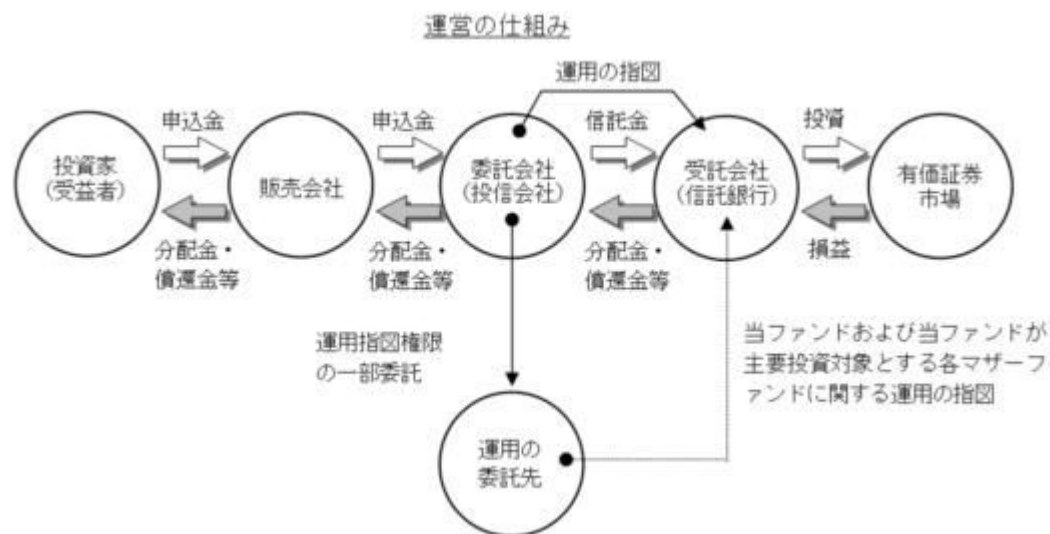 運営の仕組み
運用の指図
申込金
申込金
信託金
投資
投資家
(受益者)
販売会社
委託会社
(投信会社)
受託会社
(信託銀行)
有価証券
市場
分配金・
償還金等
分配金・
償還金等
分配金・
償還金等
損益
運用指図権限
の一部委託
当ファンドおよび当ファンドが
主要投資対象とする各マザーフ
ァンドに関する運用の指図
運用の
委託先